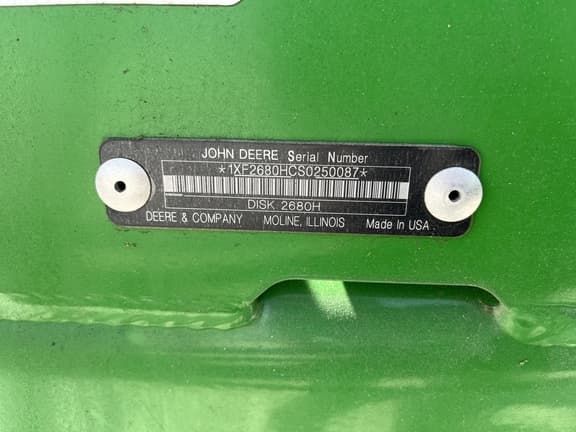 JOHN DEERE Serial Number
*1XF2680HCS0250087*
DISK 2680H
DEERE & COMPANY MOLINE, ILLINOIS Made In USA